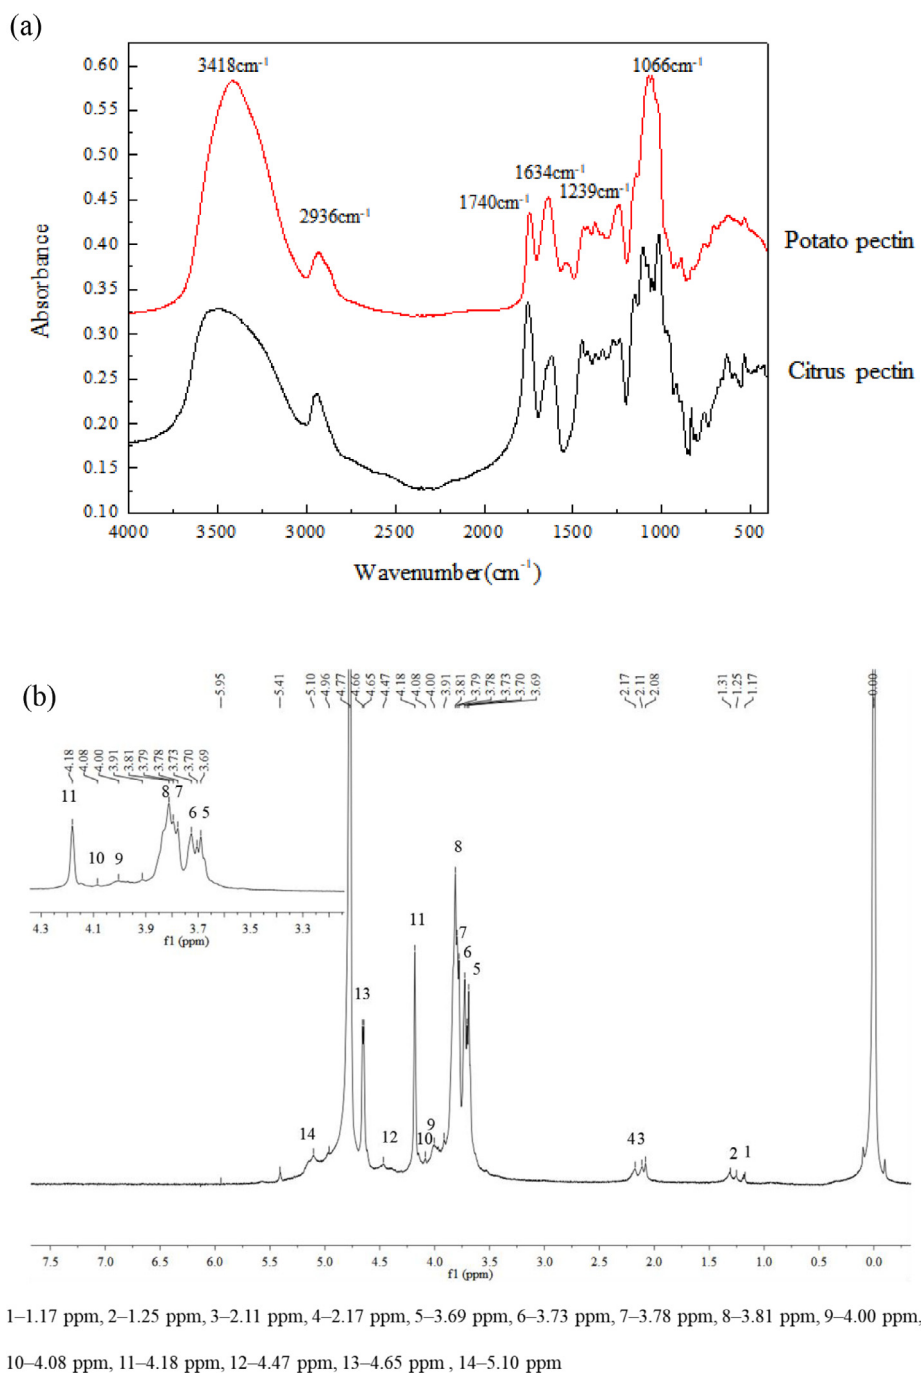 (a)
0.60
0.55
0.50
0.45
0.40
0.35
0.30
0.25
0.20
0.15
0.10
Absorbance
3418cm-1
2936cm-1
1740cm-1
1634cm-1
1239cm-1
1066cm-1
Potato pectin
Citrus pectin
4000 3500 3000 2500 2000 1500 1000 500
Wavenumber(cm-1)
(b)
5.95 5.41 5.10 4.96 4.77 4.66 4.65 4.47 4.18 4.08 4.00 3.91 3.81 3.79 3.78 3.73 3.70 3.69 2.17 2.11 2.08 1.31 1.25 1.17 0.00
4.18 4.08 4.00 3.91 3.81 3.79 3.78 3.73 3.70 3.69
11 10 9 8 7 6 5
4.3 4.1 3.9 3.7 3.5 3.3
f1 (ppm)
14 13 12 11 10 9 8 7 6 5 43 2 1
7.5 7.0 6.5 6.0 5.5 5.0 4.5 4.0 3.5 3.0 2.5 2.0 1.5 1.0 0.5 0.0
f1 (ppm)
1–1.17 ppm, 2–1.25 ppm, 3–2.11 ppm, 4–2.17 ppm, 5–3.69 ppm, 6–3.73 ppm, 7–3.78 ppm, 8–3.81 ppm, 9–4.00 ppm,
10–4.08 ppm, 11–4.18 ppm, 12–4.47 ppm, 13–4.65 ppm , 14–5.10 ppm